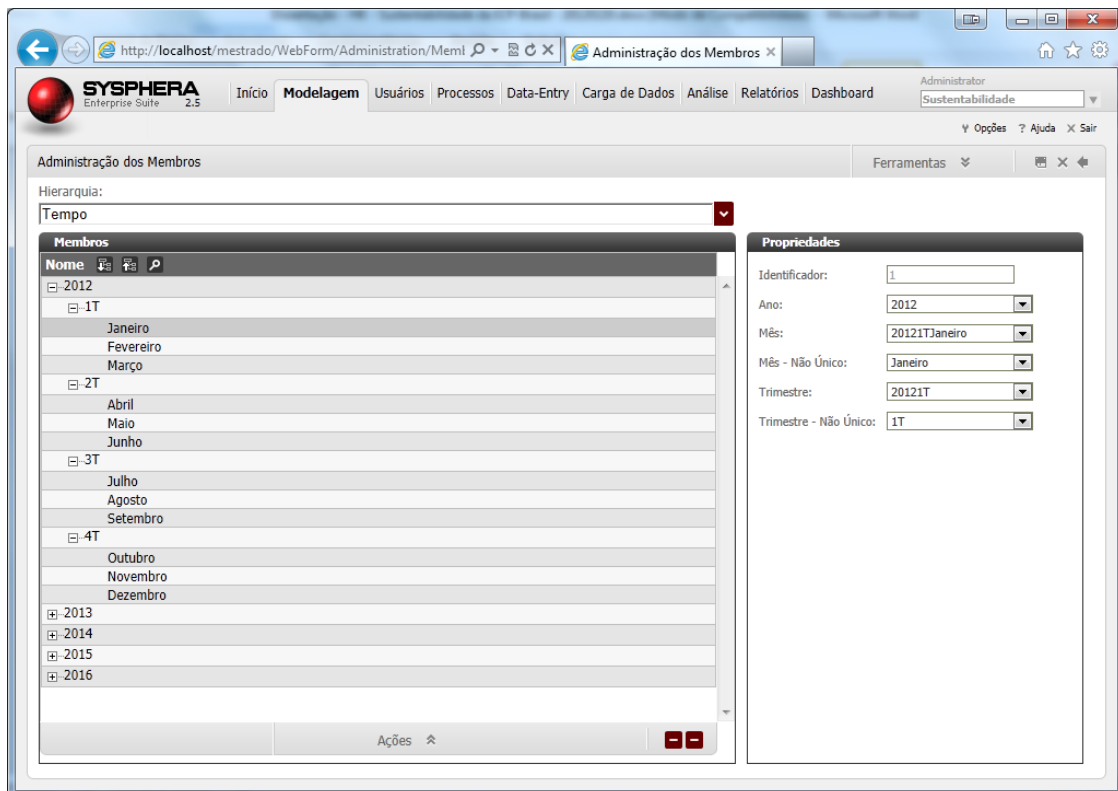 http://localhost/mestrado/WebForm/Administration/Meml
Administração dos Membros
SYSPHERA
Enterprise Suite 2.5
Início Modelagem Usuários Processos Data-Entry Carga de Dados Análise Relatórios Dashboard
Administrator
Sustentabilidade
Opções ? Ajuda Sair
Administração dos Membros
Ferramentas
Hierarquia:
Tempo
Membros
Nome
2012
1T
Janeiro
Fevereiro
Março
2T
Abril
Maio
Junho
3T
Julho
Agosto
Setembro
4T
Outubro
Novembro
Dezembro
2013
2014
2015
2016
Ações
Propriedades
Identificador: 1
Ano: 2012
Mês: 20121TJaneiro
Mês - Não Único: Janeiro
Trimestre: 20121T
Trimestre - Não Único: 1T